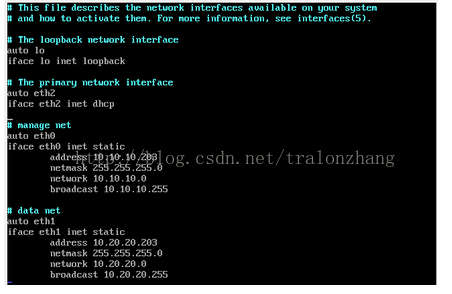 # This file describes the network interfaces available on your system
# and how to activate them. For more information, see interfaces(5).
# The loopback network interface
auto lo
iface lo inet loopback
# The primary network interface
auto eth2
iface eth2 inet dhcp
# manage net
auto eth0
iface eth0 inet static
address 10.10.10.203
netmask 255.255.255.0
network 10.10.10.0
broadcast 10.10.10.255
http://blog.csdn.net/tralonzhang
# data net
auto eth1
iface eth1 inet static
address 10.20.20.203
netmask 255.255.255.0
network 10.20.20.0
broadcast 10.20.20.255